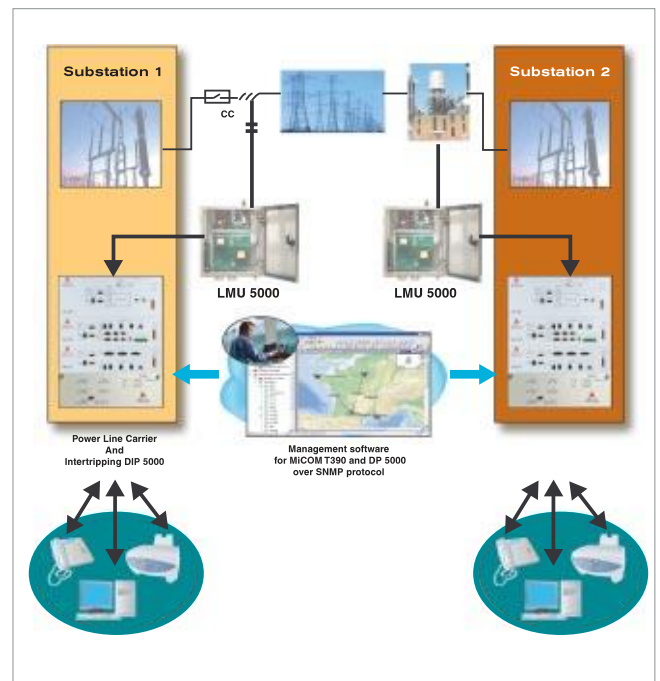 Substation 1
Substation 2
CC
LMU 5000
LMU 5000
Power Line Carrier
And
Intertripping DIP 5000
Management software
for MiCOM T390 and DP 5000
over SNMP protocol